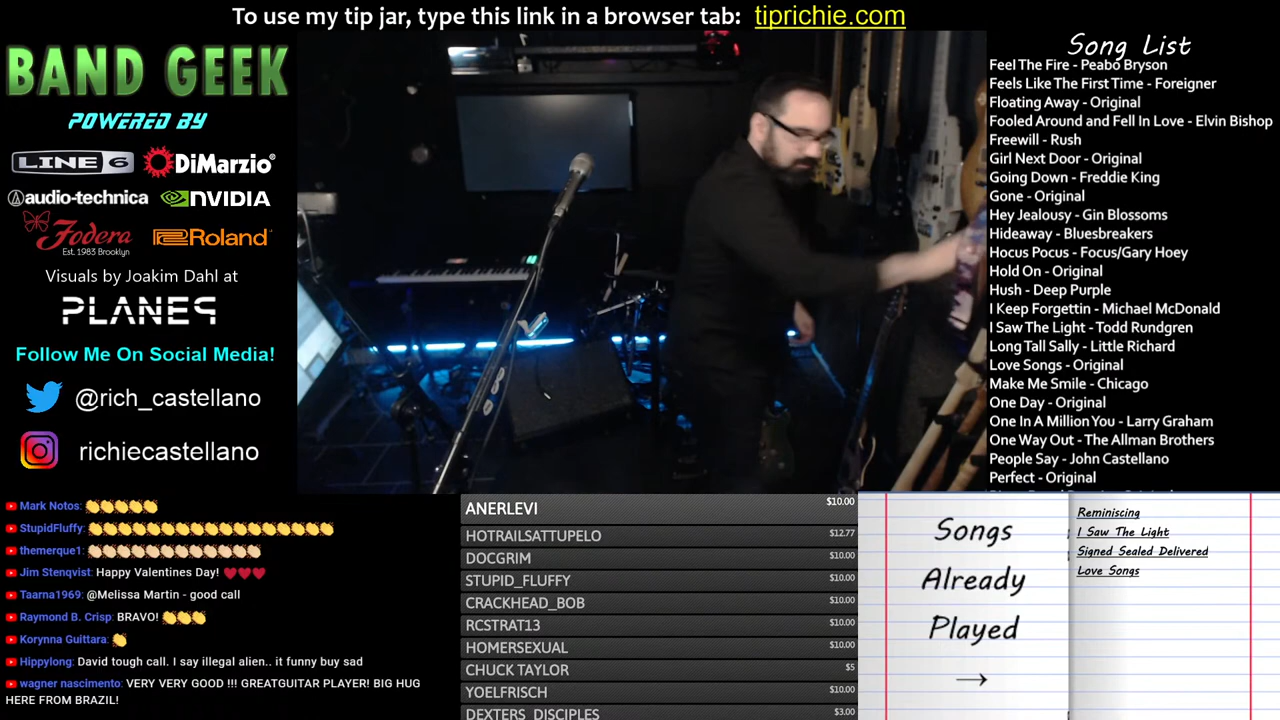 To use my tip jar, type this link in a browser tab: tiprichie.com
BAND GEEK
POWERED BY
LINE 6
DiMarzio®
audio-technica
NVIDIA
Fodera
Est. 1983 Brooklyn
Roland
Visuals by Joakim Dahl at
PLANE9
Follow Me On Social Media!
@rich_castellano
richiecastellano
Song List
Feel The Fire - Peabo Bryson
Feels Like The First Time - Foreigner
Floating Away - Original
Fooled Around and Fell In Love - Elvin Bishop
Freewill - Rush
Girl Next Door - Original
Going Down - Freddie King
Gone - Original
Hey Jealousy - Gin Blossoms
Hideaway - Bluesbreakers
Hocus Pocus - Focus/Gary Hoey
Hold On - Original
Hush - Deep Purple
I Keep Forgettin - Michael McDonald
I Saw The Light - Todd Rundgren
Long Tall Sally - Little Richard
Love Songs - Original
Make Me Smile - Chicago
One Day - Original
One In A Million You - Larry Graham
One Way Out - The Allman Brothers
People Say - John Castellano
Perfect - Original
Mark Notos: 👏👏👏👏👏
StupidFluffy: 👏👏👏👏👏👏👏👏👏👏👏👏👏👏👏👏👏
themerque1: 👏🏼👏🏼👏🏼👏🏼👏🏼👏🏼👏🏼👏🏼👏🏼👏🏼👏🏼👏🏼
Jim Stenqvist: Happy Valentines Day! ❤❤❤
Taarna1969: @Melissa Martin - good call
Raymond B. Crisp: BRAVO! 👏👏👏
Korynna Guittara: 👏
Hippylong: David tough call. I say illegal alien.. it funny buy sad
wagner nascimento: VERY VERY GOOD !!! GREATGUITAR PLAYER! BIG HUG
HERE FROM BRAZIL!
ANERLEVI $10.00
HOTRAILSATTUPELO $12.77
DOCGRIM $10.00
STUPID_FLUFFY $10.00
CRACKHEAD_BOB $10.00
RCSTRAT13 $10.00
HOMERSEXUAL $10.00
CHUCK TAYLOR $5
YOELFRISCH $10.00
DEXTERS_DISCIPLES $3.00
Songs
Already
Played
→
Reminiscing
I Saw The Light
Signed Sealed Delivered
Love Songs